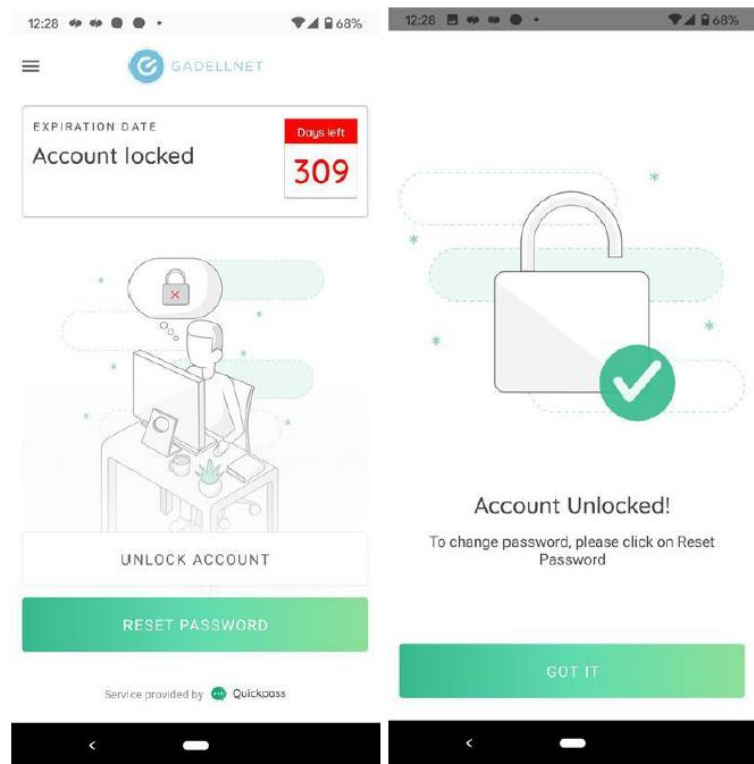 12:28
68%
GADELLNET
EXPIRATION DATE
Account locked
Days left
309
UNLOCK ACCOUNT
RESET PASSWORD
Service provided by Quickpass
12:28
68%
Account Unlocked!
To change password, please click on Reset
Password
GOT IT